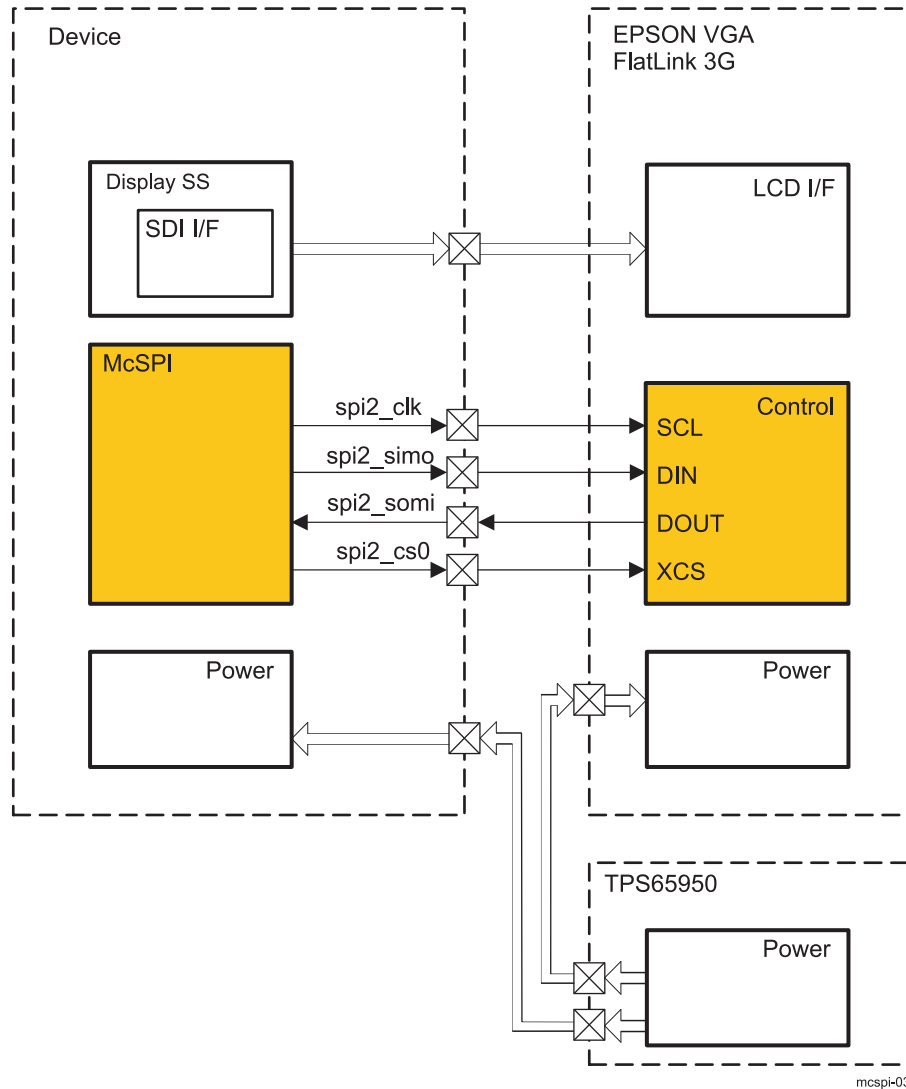 Device
EPSON VGA
FlatLink 3G
Display SS
SDI I/F
LCD I/F
McSPI
Control
spi2_clk
SCL
spi2_simo
DIN
spi2_somi
DOUT
spi2_cs0
XCS
Power
Power
TPS65950
Power